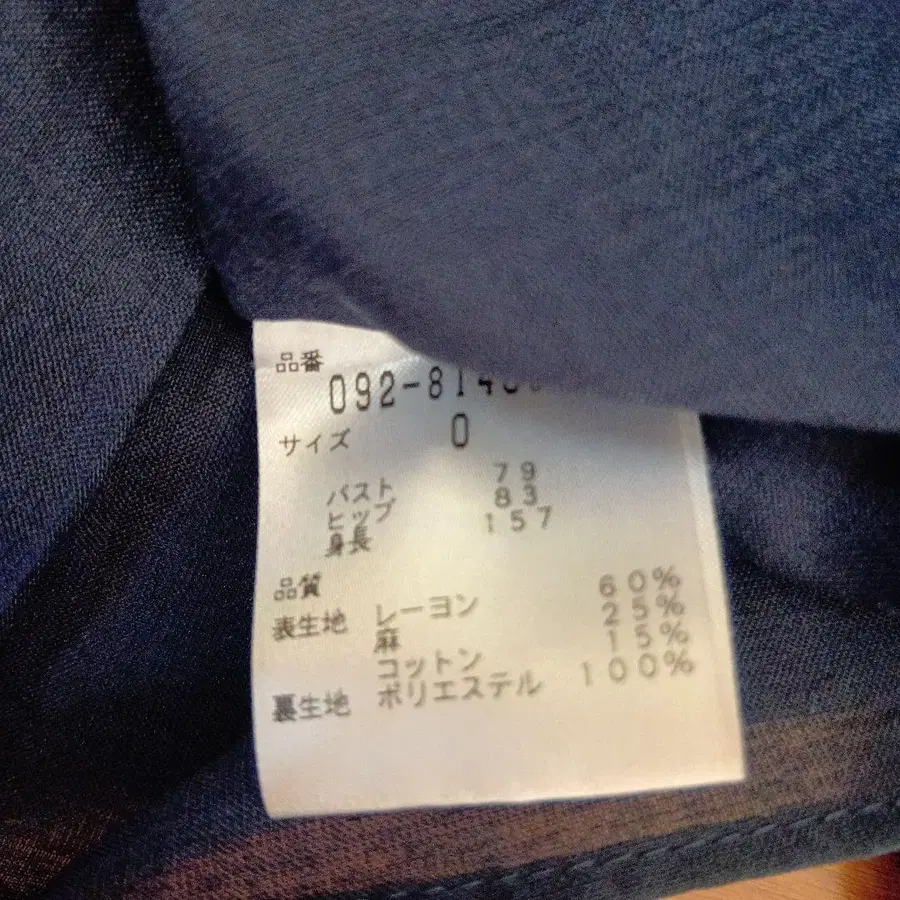 品番
092-814
サイズ 0
バスト 79
ヒップ 83
身長 157
品質
表生地 レーヨン 60%
麻 25%
コットン 15%
裏生地 ポリエステル 100%